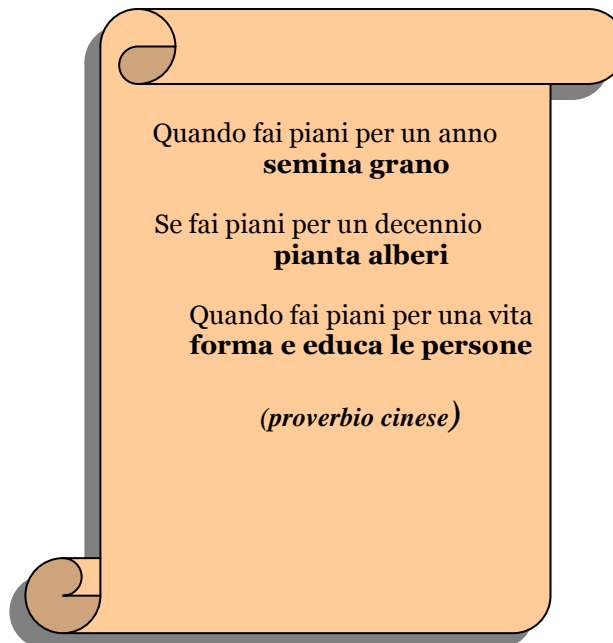 Quando fai piani per un anno
semina grano
Se fai piani per un decennio
pianta alberi
Quando fai piani per una vita
forma e educa le persone
(proverbio cinese)